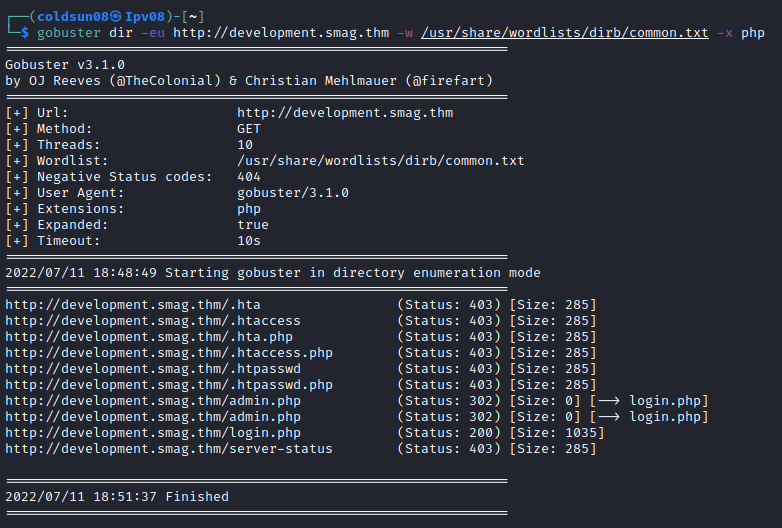 ┌──(coldsun08㉿Ipv08)-[~]
└─$ gobuster dir -eu http://development.smag.thm -w /usr/share/wordlists/dirb/common.txt -x php
===============================================================
Gobuster v3.1.0
by OJ Reeves (@TheColonial) & Christian Mehlmauer (@firefart)
===============================================================
[+] Url:                     http://development.smag.thm
[+] Method:                  GET
[+] Threads:                 10
[+] Wordlist:                /usr/share/wordlists/dirb/common.txt
[+] Negative Status codes:   404
[+] User Agent:              gobuster/3.1.0
[+] Extensions:              php
[+] Expanded:                true
[+] Timeout:                 10s
===============================================================
2022/07/11 18:48:49 Starting gobuster in directory enumeration mode
===============================================================
http://development.smag.thm/.hta                 (Status: 403) [Size: 285]
http://development.smag.thm/.htaccess            (Status: 403) [Size: 285]
http://development.smag.thm/.hta.php             (Status: 403) [Size: 285]
http://development.smag.thm/.htaccess.php        (Status: 403) [Size: 285]
http://development.smag.thm/.htpasswd            (Status: 403) [Size: 285]
http://development.smag.thm/.htpasswd.php        (Status: 403) [Size: 285]
http://development.smag.thm/admin.php            (Status: 302) [Size: 0] [--> login.php]
http://development.smag.thm/admin.php            (Status: 302) [Size: 0] [--> login.php]
http://development.smag.thm/login.php            (Status: 200) [Size: 1035]
http://development.smag.thm/server-status        (Status: 403) [Size: 285]
===============================================================
2022/07/11 18:51:37 Finished
===============================================================